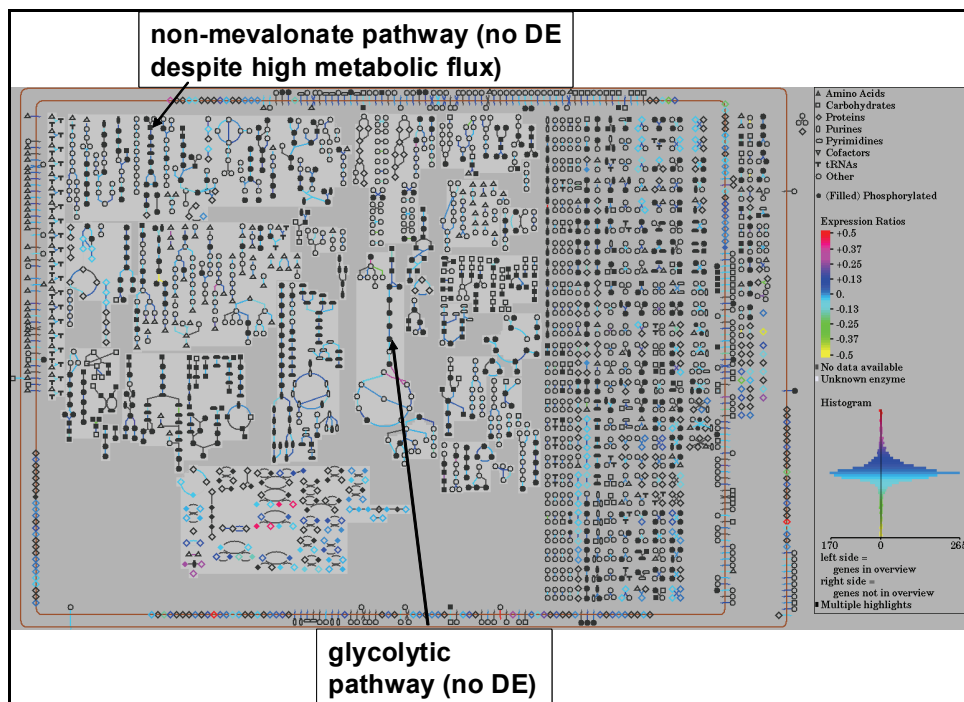 non-mevalonate pathway (no DE
despite high metabolic flux)
Amino Acids
Carbohydrates
Proteins
Purines
Pyrimidines
Cofactors
tRNAs
Other
(Filled) Phosphorylated
Expression Ratios
+0.5
+0.37
+0.25
+0.13
0.
-0.13
-0.25
-0.37
-0.5
No data available
Unknown enzyme
Histogram
170 0 265
left side =
genes in overview
right side =
genes not in overview
Multiple highlights
glycolytic
pathway (no DE)